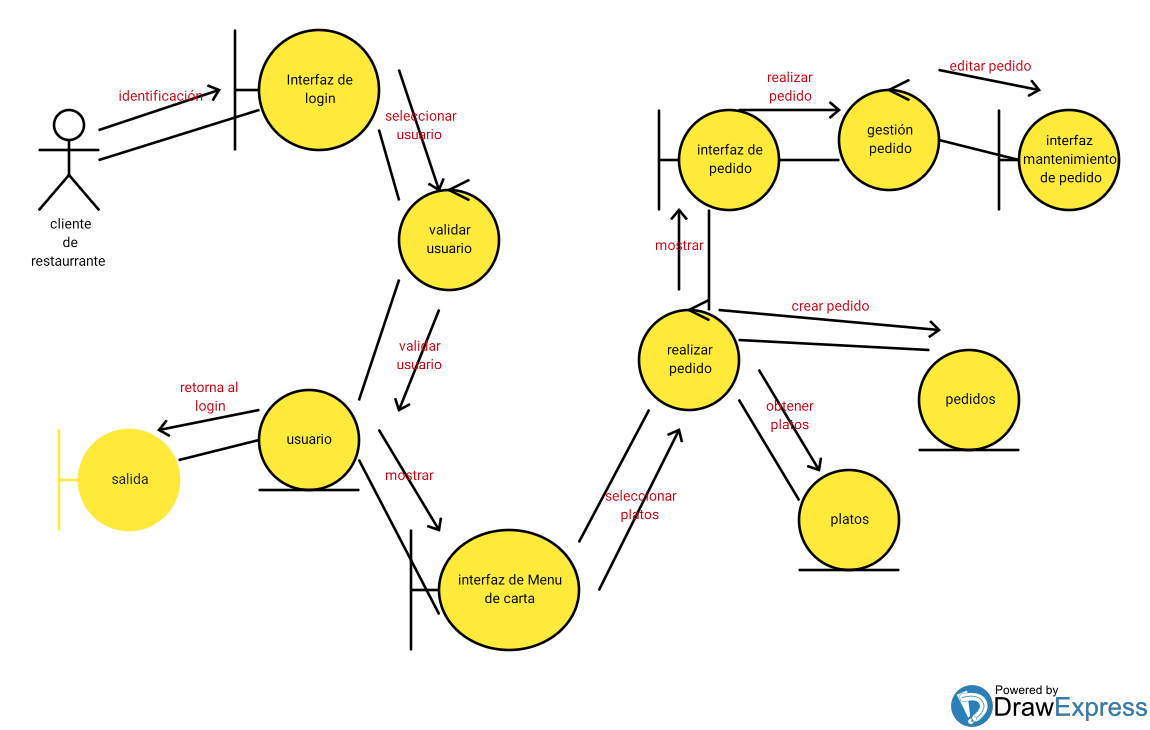 identificación
cliente
de
restaurrante
Interfaz de
login
seleccionar
usuario
validar
usuario
validar
usuario
retorna al
login
usuario
salida
mostrar
interfaz de Menu
de carta
seleccionar
platos
realizar
pedido
mostrar
interfaz de
pedido
realizar
pedido
gestión
pedido
editar pedido
interfaz
mantenimiento
de pedido
crear pedido
pedidos
obtener
platos
platos
Powered by
DrawExpress